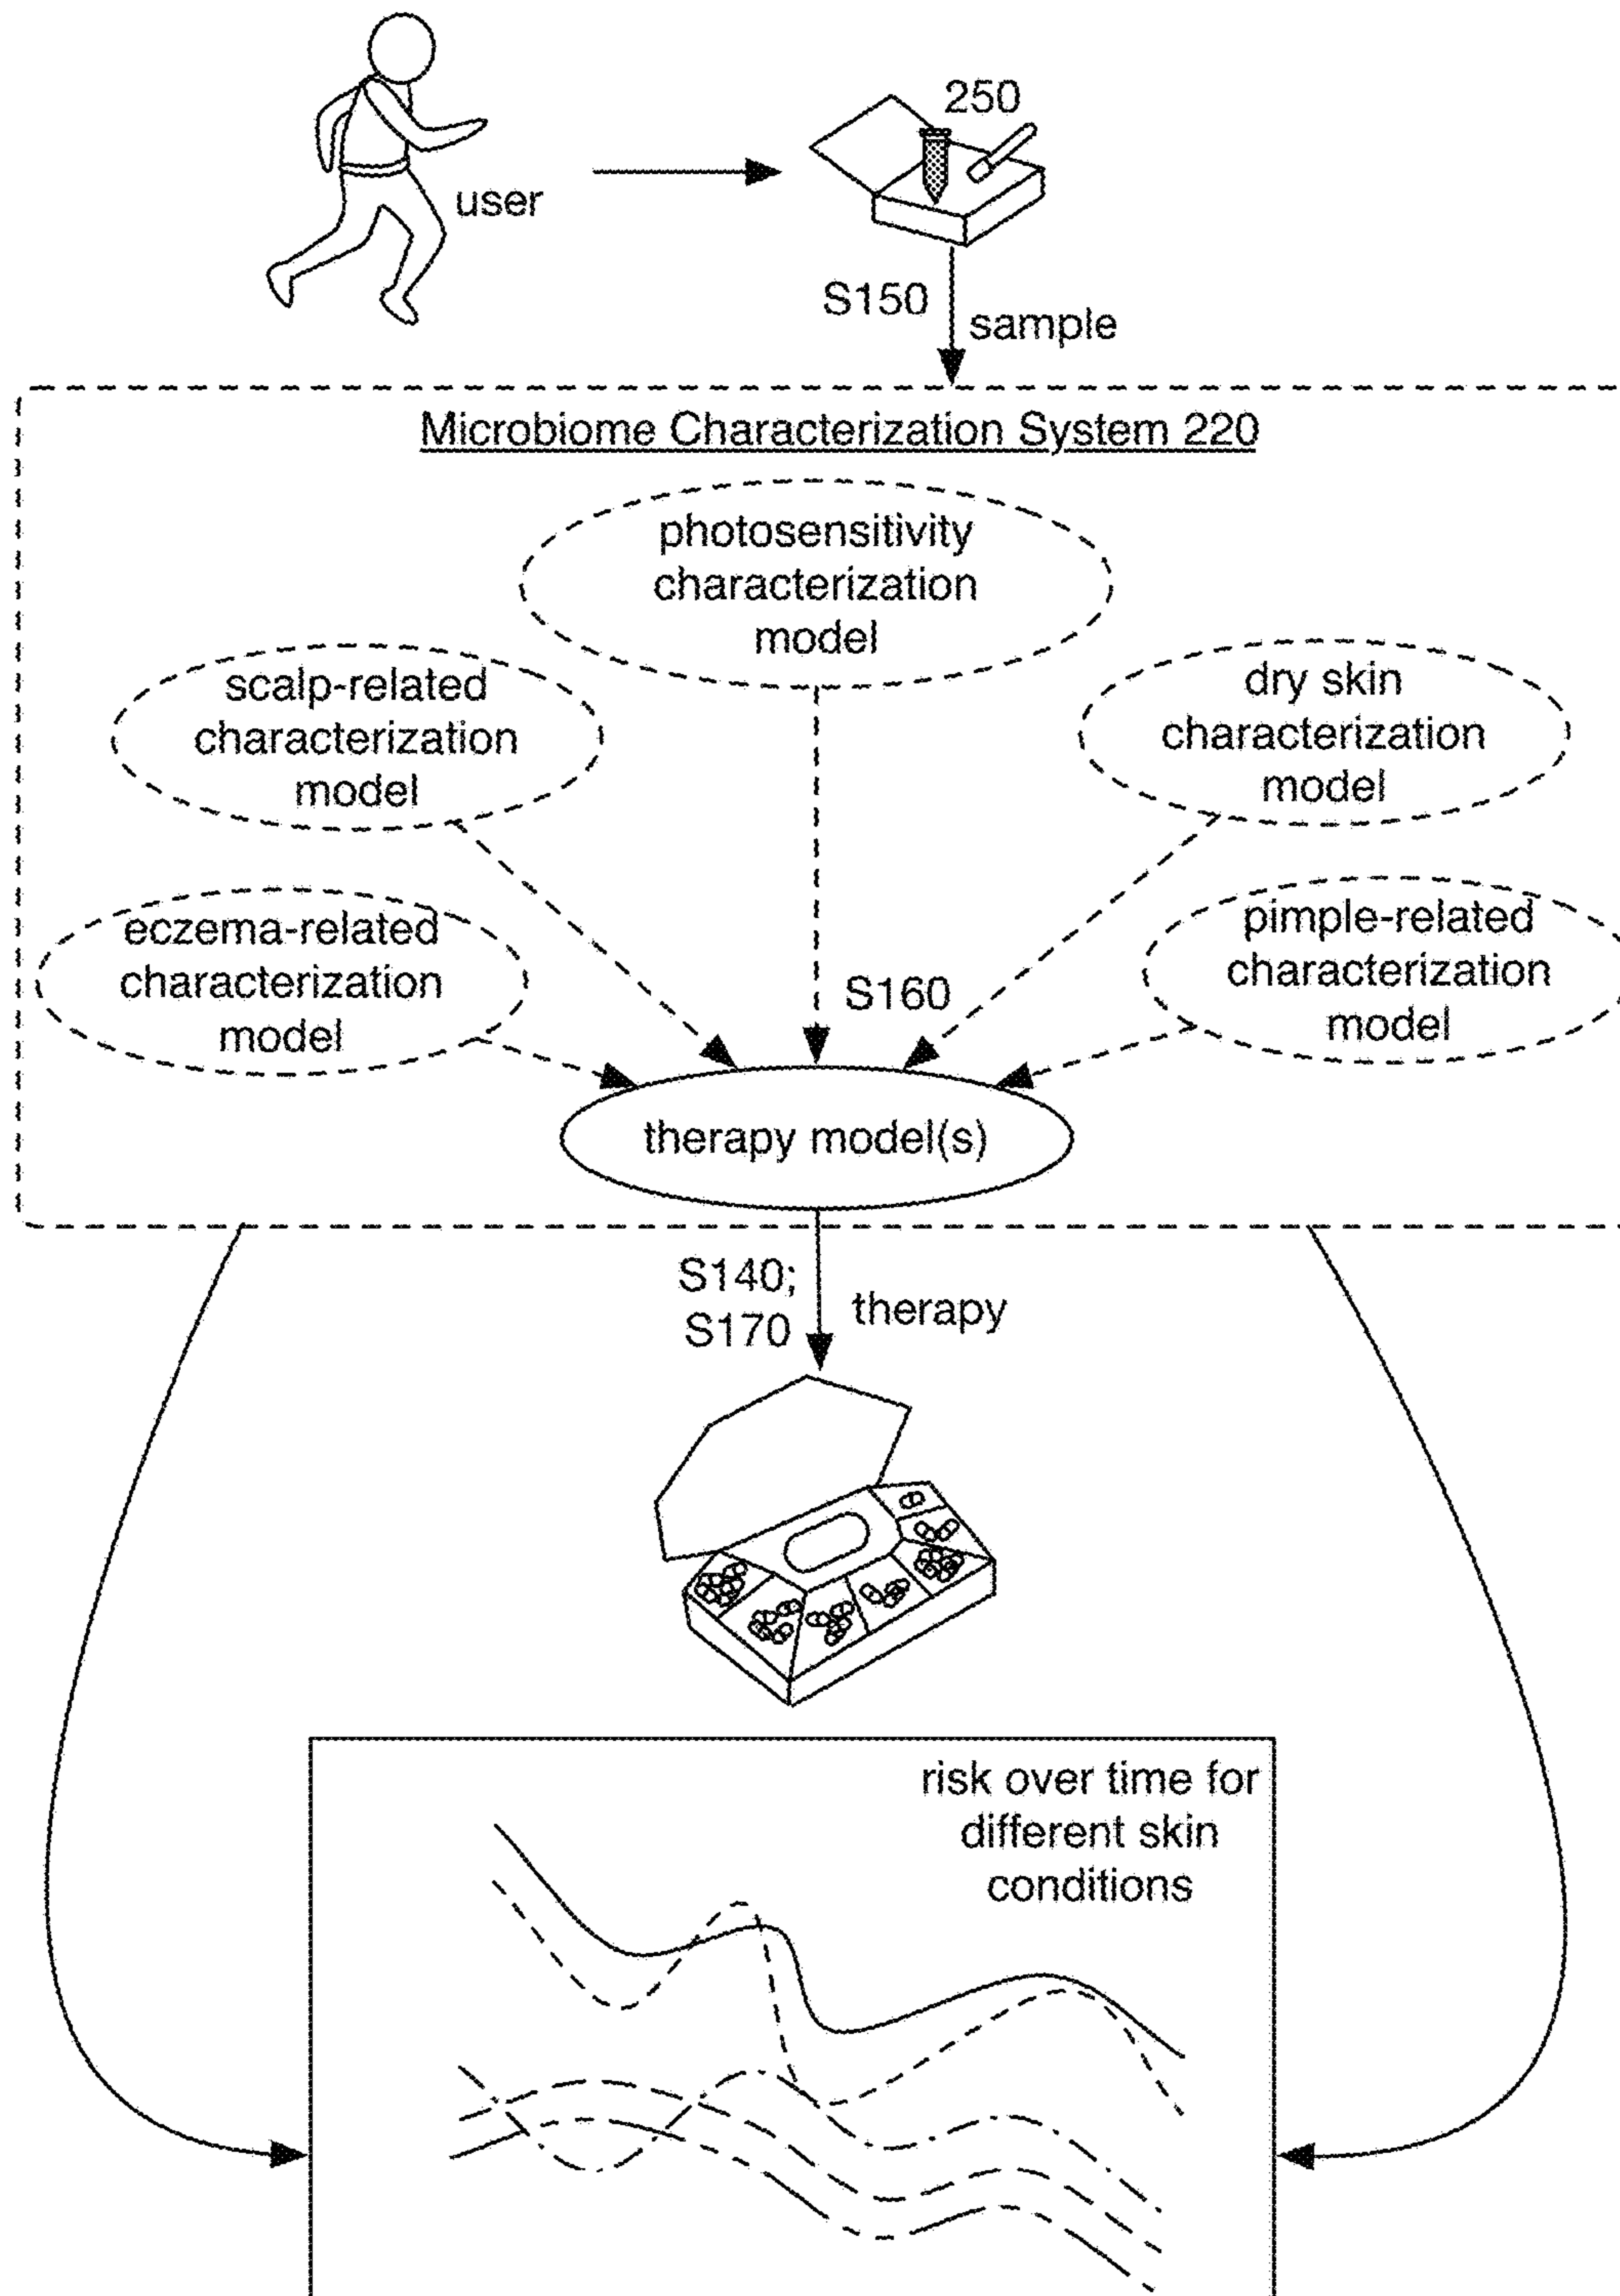 250
user
S150
sample
Microbiome Characterization System 220
photosensitivity
characterization
model
scalp-related
characterization
model
dry skin
characterization
model
eczema-related
characterization
model
pimple-related
characterization
model
S160
therapy model(s)
S140;
S170
therapy
risk over time for
different skin
conditions